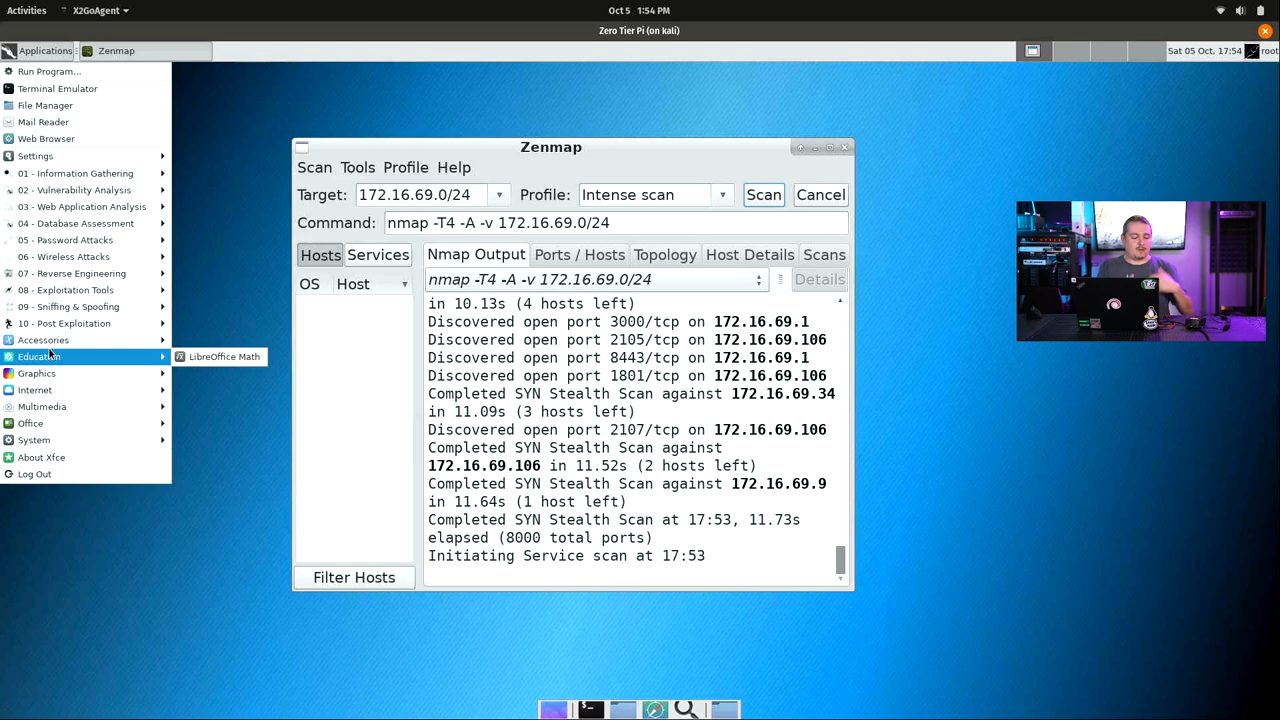 Activities
X2GoAgent
Oct 5 1:54 PM
Zero Tier Pi (on kali)
Applications
Zenmap
Sat 05 Oct, 17:54
root
Run Program...
Terminal Emulator
File Manager
Mail Reader
Web Browser
Settings
01 - Information Gathering
02 - Vulnerability Analysis
03 - Web Application Analysis
04 - Database Assessment
05 - Password Attacks
06 - Wireless Attacks
07 - Reverse Engineering
08 - Exploitation Tools
09 - Sniffing & Spoofing
10 - Post Exploitation
Accessories
Education
LibreOffice Math
Graphics
Internet
Multimedia
Office
System
About Xfce
Log Out
Zenmap
Scan Tools Profile Help
Target: 172.16.69.0/24 Profile: Intense scan Scan Cancel
Command: nmap -T4 -A -v 172.16.69.0/24
Hosts Services
OS Host
Filter Hosts
Nmap Output Ports / Hosts Topology Host Details Scans
nmap -T4 -A -v 172.16.69.0/24 Details
in 10.13s (4 hosts left)
Discovered open port 3000/tcp on 172.16.69.1
Discovered open port 2105/tcp on 172.16.69.106
Discovered open port 8443/tcp on 172.16.69.1
Discovered open port 1801/tcp on 172.16.69.106
Completed SYN Stealth Scan against 172.16.69.34
in 11.09s (3 hosts left)
Discovered open port 2107/tcp on 172.16.69.106
Completed SYN Stealth Scan against
172.16.69.106 in 11.52s (2 hosts left)
Completed SYN Stealth Scan against 172.16.69.9
in 11.64s (1 host left)
Completed SYN Stealth Scan at 17:53, 11.73s
elapsed (8000 total ports)
Initiating Service scan at 17:53